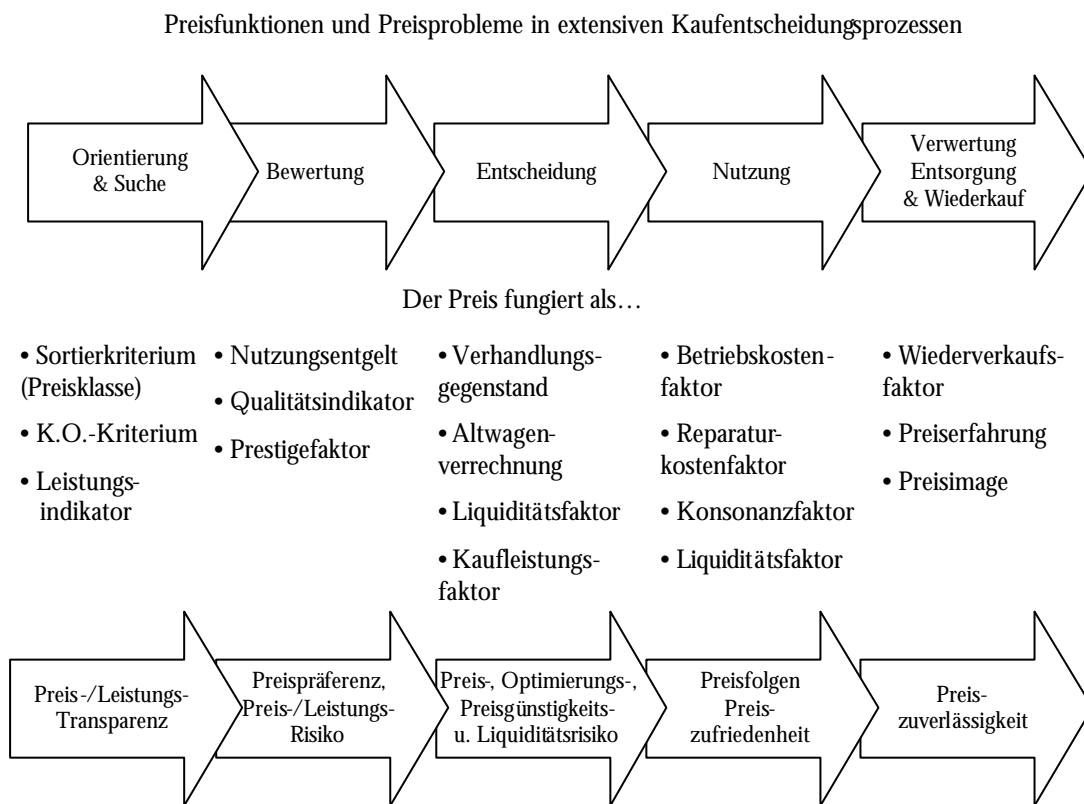 Preisfunktionen und Preisprobleme in extensiven Kaufentscheidungsprozessen
Orientierung
& Suche
Bewertung
Entscheidung
Nutzung
Verwertung
Entsorgung
& Wiederkauf
Der Preis fungiert als…
• Sortierkriterium
(Preisklasse)
• K.O.-Kriterium
• Leistungs-
indikator
• Nutzungsentgelt
• Qualitätsindikator
• Prestigefaktor
• Verhandlungs-
gegenstand
• Altwagen-
verrechnung
• Liquiditätsfaktor
• Kaufleistungs-
faktor
• Betriebskosten-
faktor
• Reparatur-
kostenfaktor
• Konsonanzfaktor
• Liquiditätsfaktor
• Wiederverkaufs-
faktor
• Preiserfahrung
• Preisimage
Preis-/Leistungs-
Transparenz
Preispräferenz,
Preis-/Leistungs-
Risiko
Preis-, Optimierungs-,
Preisgünstigkeits-
u. Liquiditätsrisiko
Preisfolgen
Preis-
zufriedenheit
Preis-
zuverlässigkeit